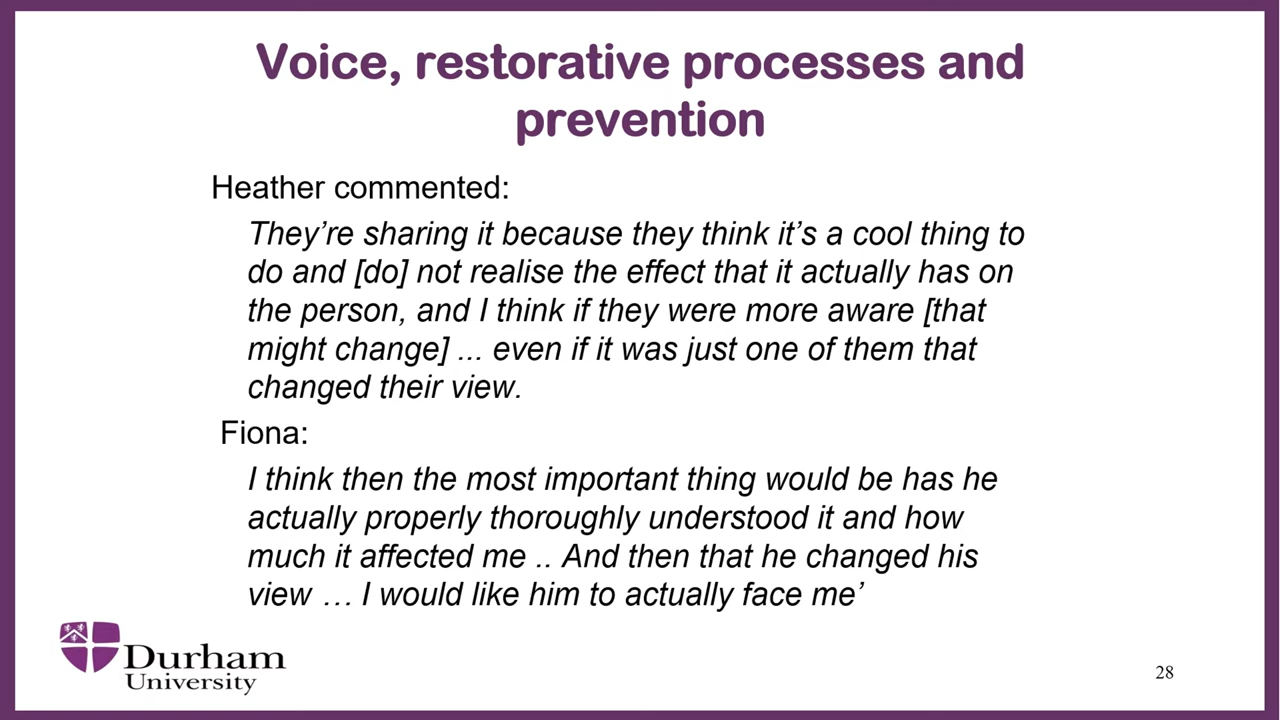 Voice, restorative processes and
prevention
Heather commented:
They’re sharing it because they think it’s a cool thing to
do and [do] not realise the effect that it actually has on
the person, and I think if they were more aware [that
might change] ... even if it was just one of them that
changed their view.
Fiona:
I think then the most important thing would be has he
actually properly thoroughly understood it and how
much it affected me .. And then that he changed his
view … I would like him to actually face me’
Durham
University
28